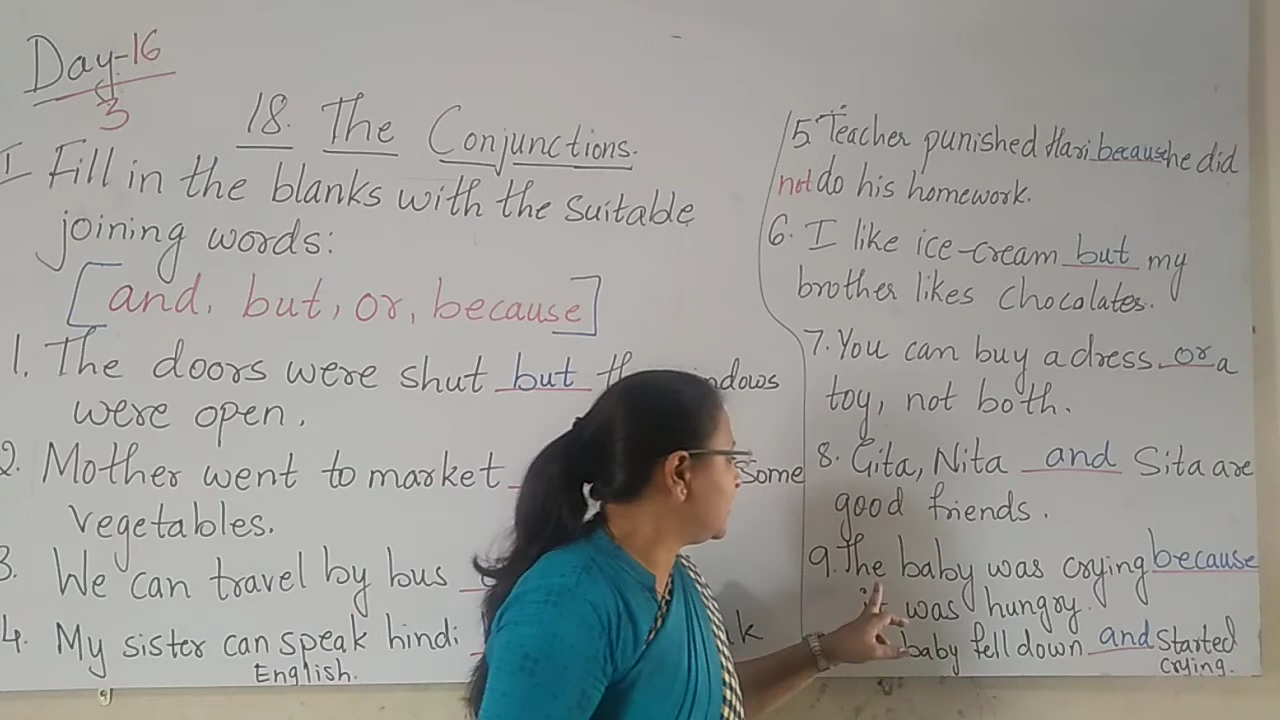 Day-16
3
18. The Conjunctions.
I Fill in the blanks with the suitable
joining words:
[and, but, or, because]
1. The doors were shut but
were open.
2. Mother went to market some
vegetables.
3. We can travel by bus
4. My sister can speak hindi
English.
5. Teacher punished Hari because he did
not do his homework.
6. I like ice-cream but my
brother likes chocolates.
7. You can buy a dress or a
toy, not both.
8. Gita, Nita and Sita are
good friends.
9. The baby was crying because
it was hungry.
baby fell down and started
crying.